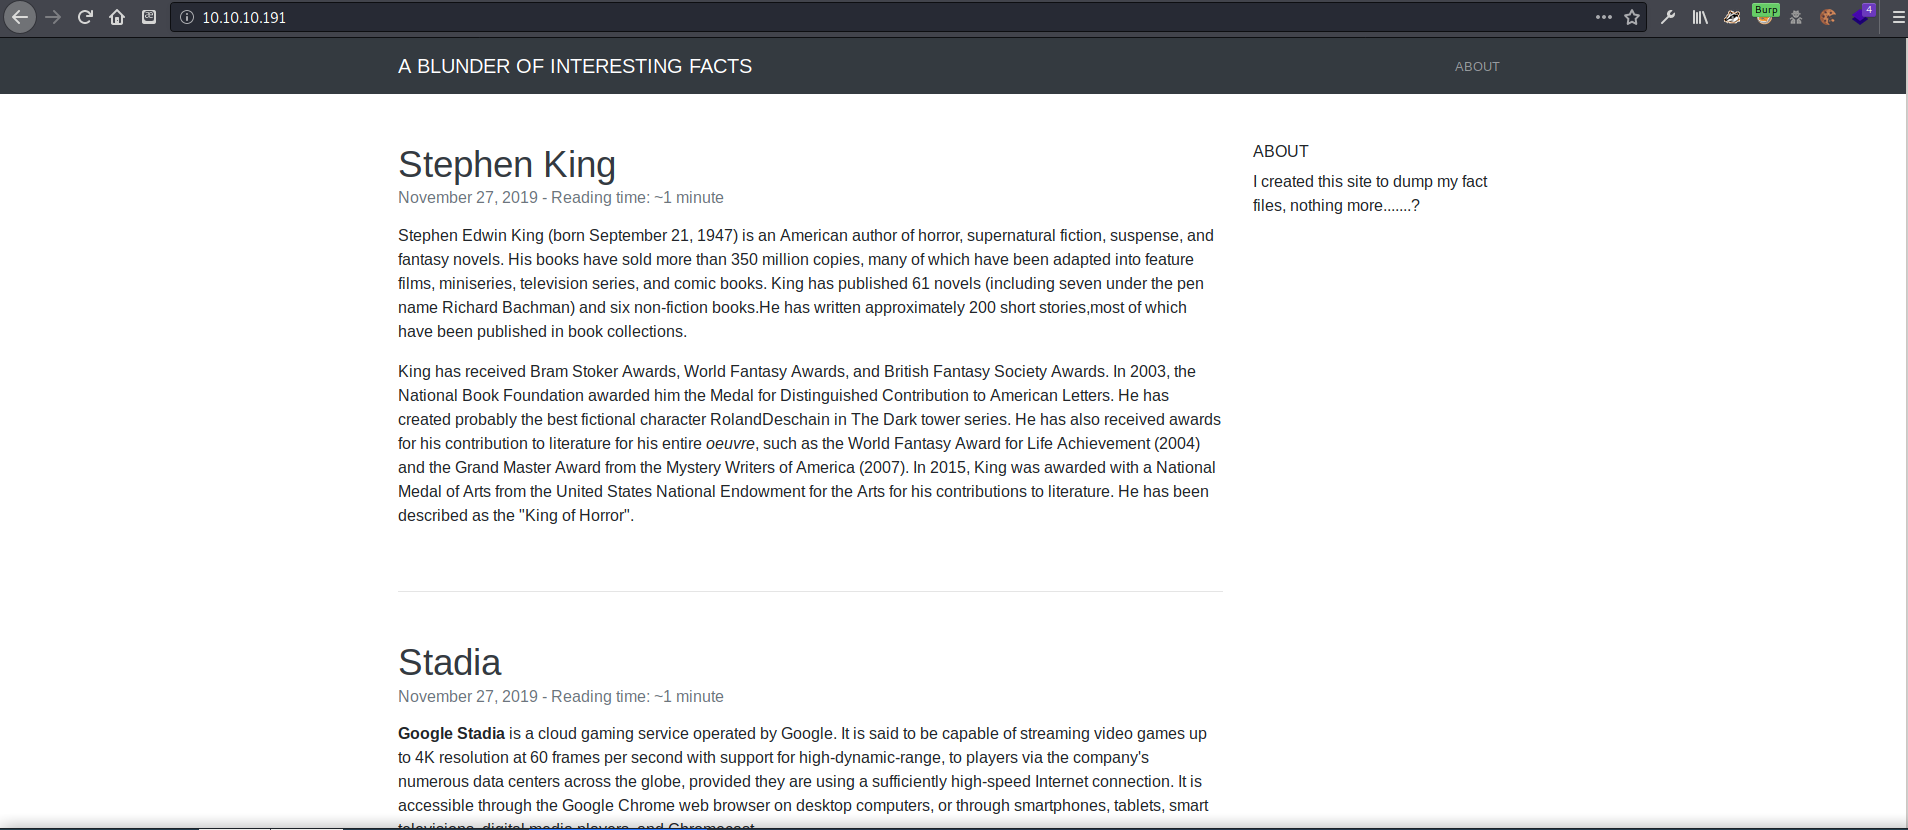 10.10.10.191
Burp
4
A BLUNDER OF INTERESTING FACTS
ABOUT
Stephen King
November 27, 2019 - Reading time: ~1 minute
Stephen Edwin King (born September 21, 1947) is an American author of horror, supernatural fiction, suspense, and
fantasy novels. His books have sold more than 350 million copies, many of which have been adapted into feature
films, miniseries, television series, and comic books. King has published 61 novels (including seven under the pen
name Richard Bachman) and six non-fiction books.He has written approximately 200 short stories,most of which
have been published in book collections.
King has received Bram Stoker Awards, World Fantasy Awards, and British Fantasy Society Awards. In 2003, the
National Book Foundation awarded him the Medal for Distinguished Contribution to American Letters. He has
created probably the best fictional character RolandDeschain in The Dark tower series. He has also received awards
for his contribution to literature for his entire oeuvre, such as the World Fantasy Award for Life Achievement (2004)
and the Grand Master Award from the Mystery Writers of America (2007). In 2015, King was awarded with a National
Medal of Arts from the United States National Endowment for the Arts for his contributions to literature. He has been
described as the "King of Horror".
ABOUT
I created this site to dump my fact
files, nothing more.......?
Stadia
November 27, 2019 - Reading time: ~1 minute
Google Stadia is a cloud gaming service operated by Google. It is said to be capable of streaming video games up
to 4K resolution at 60 frames per second with support for high-dynamic-range, to players via the company's
numerous data centers across the globe, provided they are using a sufficiently high-speed Internet connection. It is
accessible through the Google Chrome web browser on desktop computers, or through smartphones, tablets, smart
televisions, digital media players, and Chromecast.